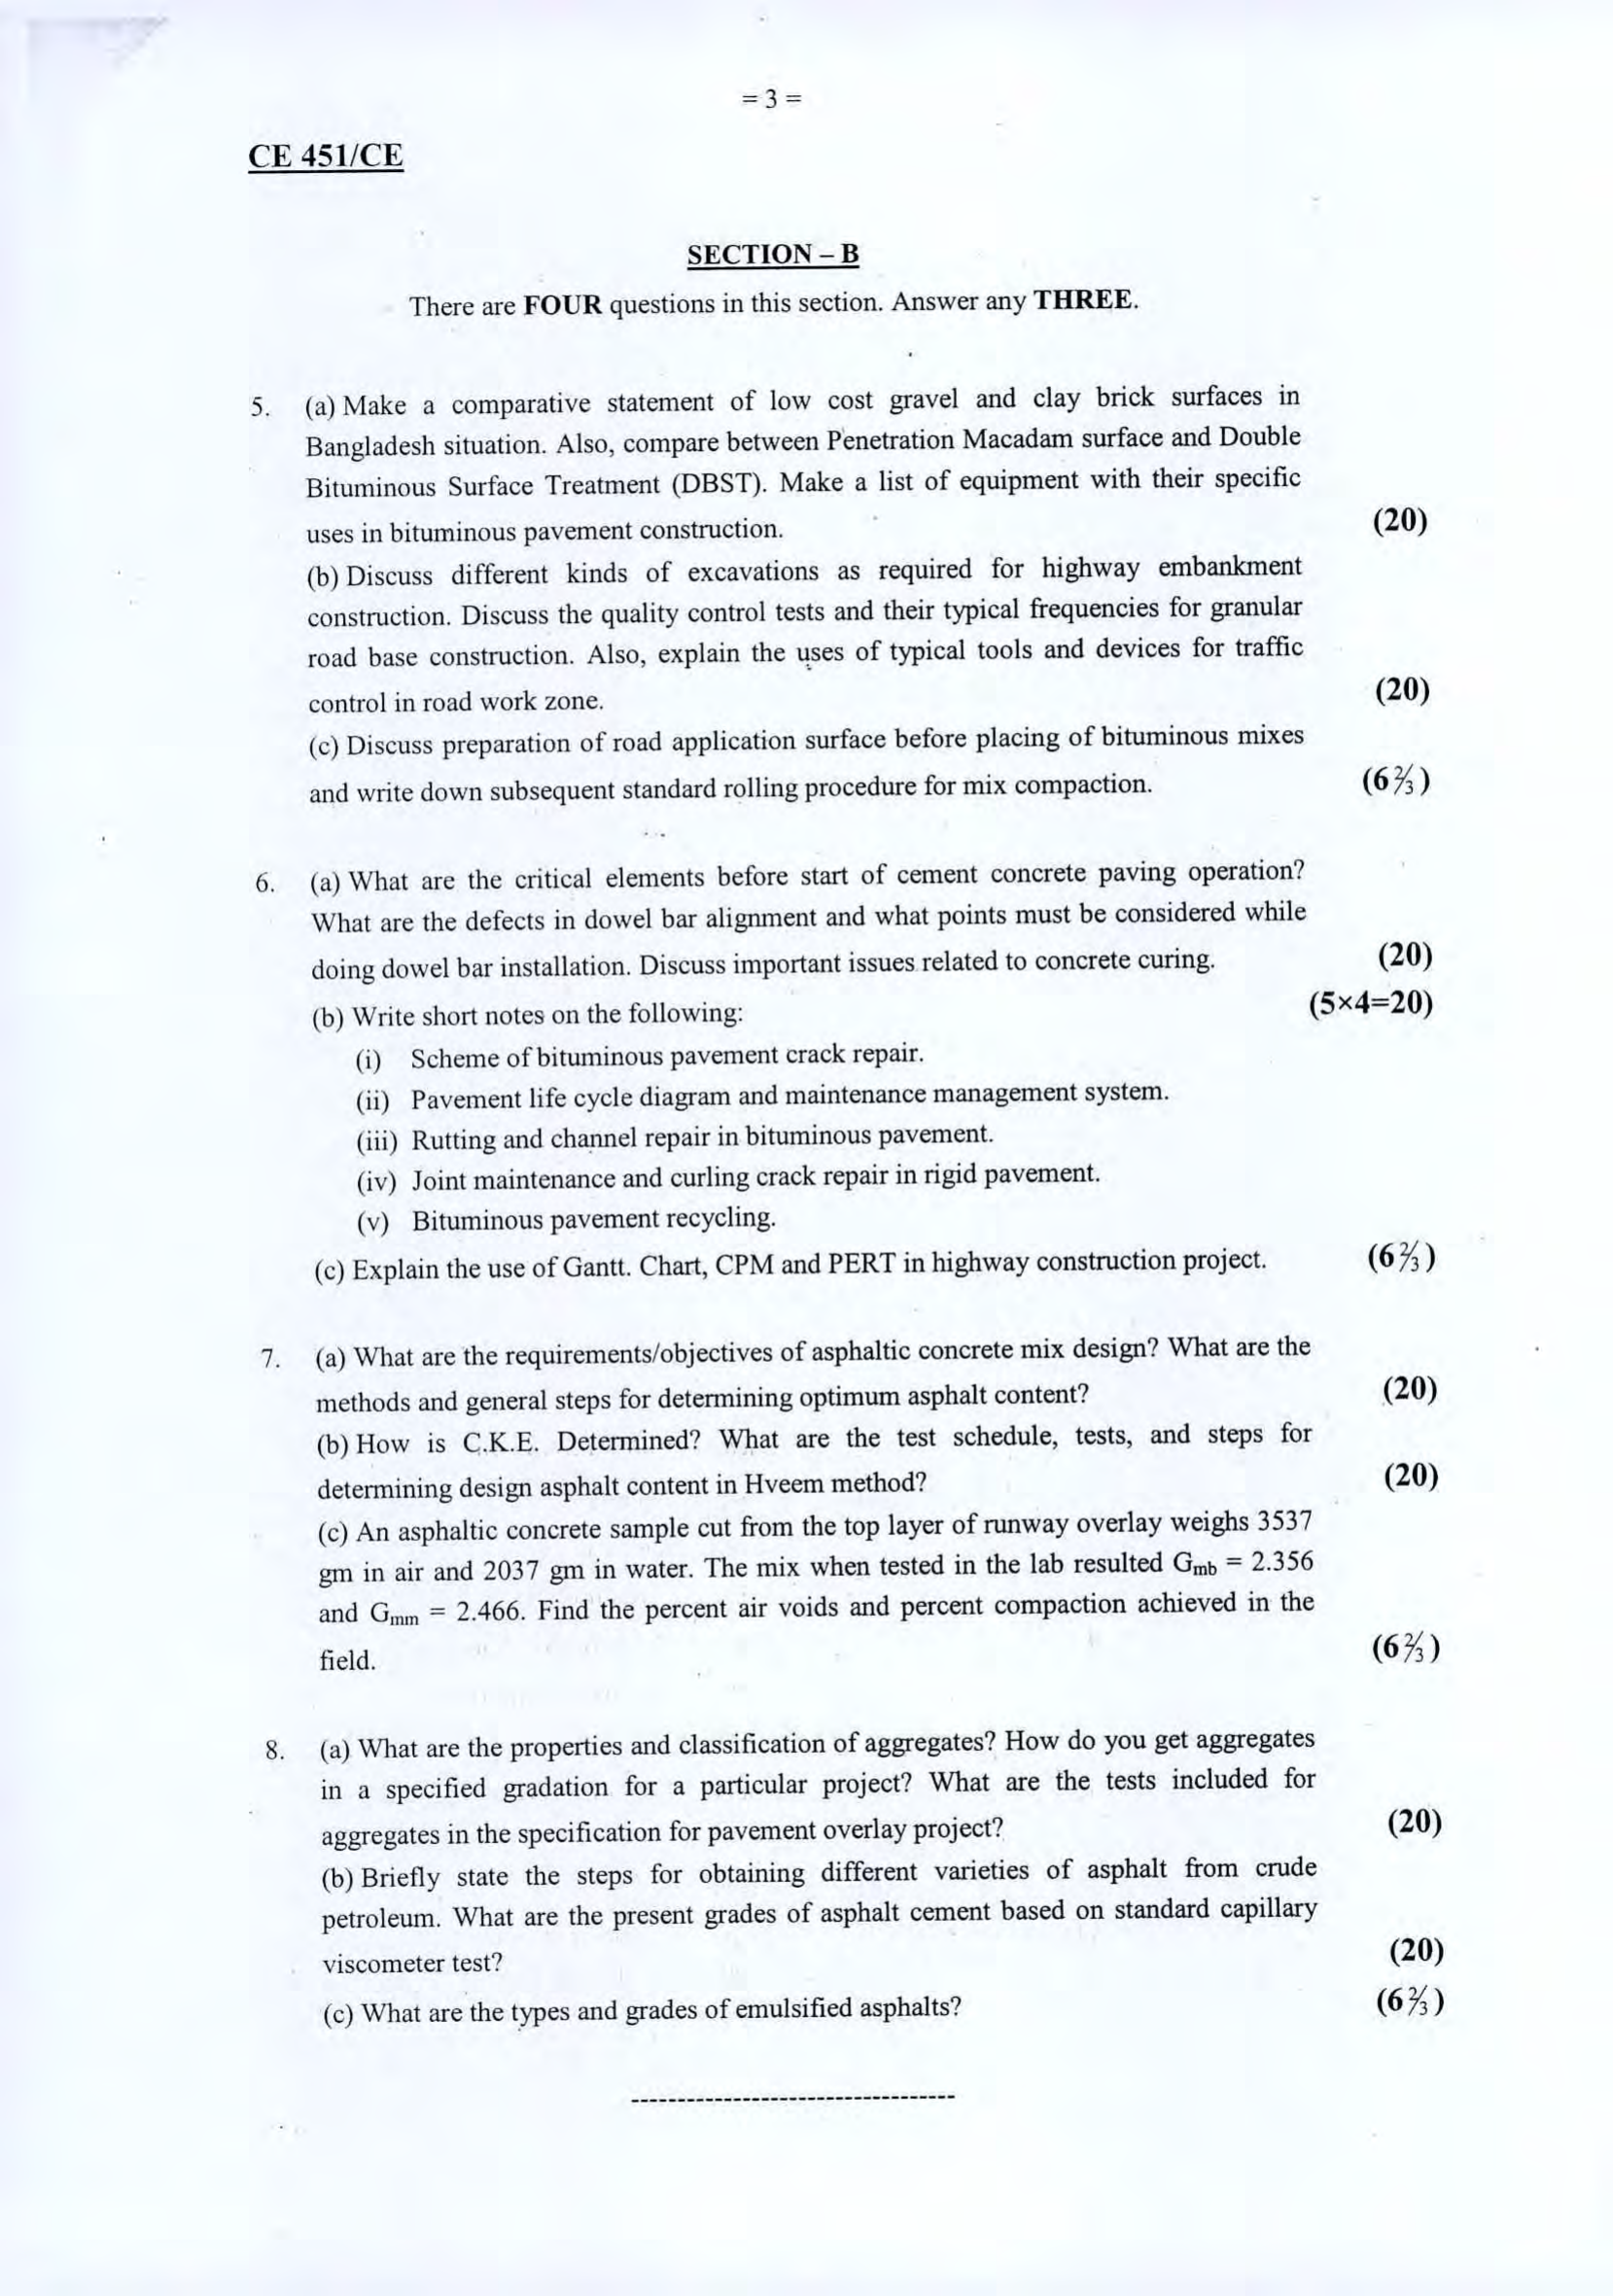 = 3 =
CE 451/CE
SECTION – B
There are FOUR questions in this section. Answer any THREE.
5. (a) Make a comparative statement of low cost gravel and clay brick surfaces in
Bangladesh situation. Also, compare between Penetration Macadam surface and Double
Bituminous Surface Treatment (DBST). Make a list of equipment with their specific
uses in bituminous pavement construction. (20)
(b) Discuss different kinds of excavations as required for highway embankment
construction. Discuss the quality control tests and their typical frequencies for granular
road base construction. Also, explain the uses of typical tools and devices for traffic
control in road work zone. (20)
(c) Discuss preparation of road application surface before placing of bituminous mixes
and write down subsequent standard rolling procedure for mix compaction. (6⅔)
6. (a) What are the critical elements before start of cement concrete paving operation?
What are the defects in dowel bar alignment and what points must be considered while
doing dowel bar installation. Discuss important issues related to concrete curing. (20)
(b) Write short notes on the following: (5×4=20)
(i) Scheme of bituminous pavement crack repair.
(ii) Pavement life cycle diagram and maintenance management system.
(iii) Rutting and channel repair in bituminous pavement.
(iv) Joint maintenance and curling crack repair in rigid pavement.
(v) Bituminous pavement recycling.
(c) Explain the use of Gantt. Chart, CPM and PERT in highway construction project. (6⅔)
7. (a) What are the requirements/objectives of asphaltic concrete mix design? What are the
methods and general steps for determining optimum asphalt content? (20)
(b) How is C.K.E. Determined? What are the test schedule, tests, and steps for
determining design asphalt content in Hveem method? (20)
(c) An asphaltic concrete sample cut from the top layer of runway overlay weighs 3537
gm in air and 2037 gm in water. The mix when tested in the lab resulted Gmb = 2.356
and Gmm = 2.466. Find the percent air voids and percent compaction achieved in the
field. (6⅔)
8. (a) What are the properties and classification of aggregates? How do you get aggregates
in a specified gradation for a particular project? What are the tests included for
aggregates in the specification for pavement overlay project? (20)
(b) Briefly state the steps for obtaining different varieties of asphalt from crude
petroleum. What are the present grades of asphalt cement based on standard capillary
viscometer test? (20)
(c) What are the types and grades of emulsified asphalts? (6⅔)
-----------------------------------